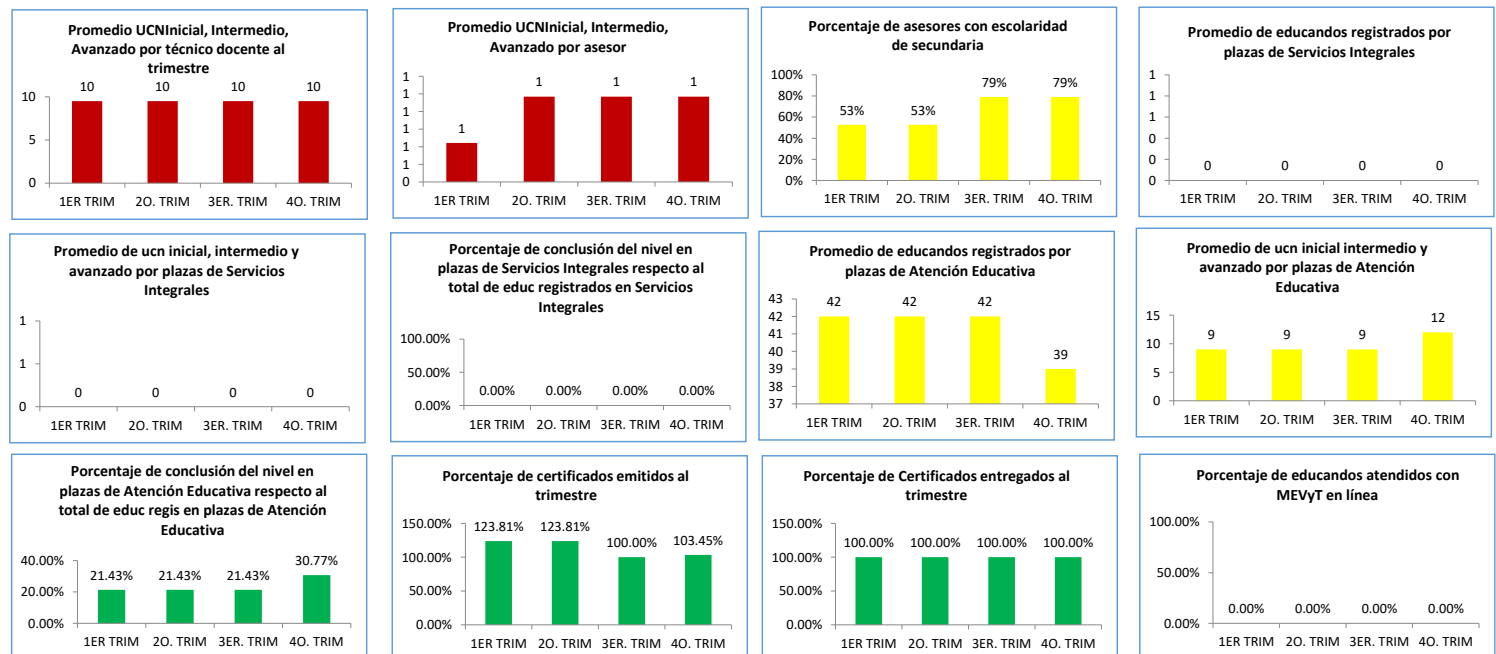 Promedio UCNInicial, Intermedio,
Avanzado por técnico docente al
trimestre
10 10 10 10
10
5
0
1ER TRIM 2O. TRIM 3ER. TRIM 4O. TRIM
Promedio UCNInicial, Intermedio,
Avanzado por asesor
1
1
1
1
1
1
0
1 1 1 1
1ER TRIM 2O. TRIM 3ER. TRIM 4O. TRIM
Porcentaje de asesores con escolaridad
de secundaria
100%
80%
60%
40%
20%
0%
53% 53% 79% 79%
1ER TRIM 2O. TRIM 3ER. TRIM 4O. TRIM
Promedio de educandos registrados por
plazas de Servicios Integrales
1
1
1
0
0
0
0 0 0 0
1ER TRIM 2O. TRIM 3ER. TRIM 4O. TRIM
Promedio de ucn inicial, intermedio y
avanzado por plazas de Servicios
Integrales
1
1
0
0 0 0 0
1ER TRIM 2O. TRIM 3ER. TRIM 4O. TRIM
Porcentaje de conclusión del nivel en
plazas de Servicios Integrales respecto al
total de educ registrados en Servicios
Integrales
100.00%
50.00%
0.00%
0.00% 0.00% 0.00% 0.00%
1ER TRIM 2O. TRIM 3ER. TRIM 4O. TRIM
Promedio de educandos registrados por
plazas de Atención Educativa
43
42
41
40
39
38
37
42 42 42 39
1ER TRIM 2O. TRIM 3ER. TRIM 4O. TRIM
Promedio de ucn inicial intermedio y
avanzado por plazas de Atención
Educativa
15
10
5
0
9 9 9 12
1ER TRIM 2O. TRIM 3ER. TRIM 4O. TRIM
Porcentaje de conclusión del nivel en
plazas de Atención Educativa respecto al
total de educ regis en plazas de Atención
Educativa
40.00%
20.00%
0.00%
21.43% 21.43% 21.43% 30.77%
1ER TRIM 2O. TRIM 3ER. TRIM 4O. TRIM
Porcentaje de certificados emitidos al
trimestre
150.00%
100.00%
50.00%
0.00%
123.81% 123.81% 100.00% 103.45%
1ER TRIM 2O. TRIM 3ER. TRIM 4O. TRIM
Porcentaje de Certificados entregados al
trimestre
150.00%
100.00%
50.00%
0.00%
100.00% 100.00% 100.00% 100.00%
1ER TRIM 2O. TRIM 3ER. TRIM 4O. TRIM
Porcentaje de educandos atendidos con
MEVyT en línea
100.00%
50.00%
0.00%
0.00% 0.00% 0.00% 0.00%
1ER TRIM 2O. TRIM 3ER. TRIM 4O. TRIM